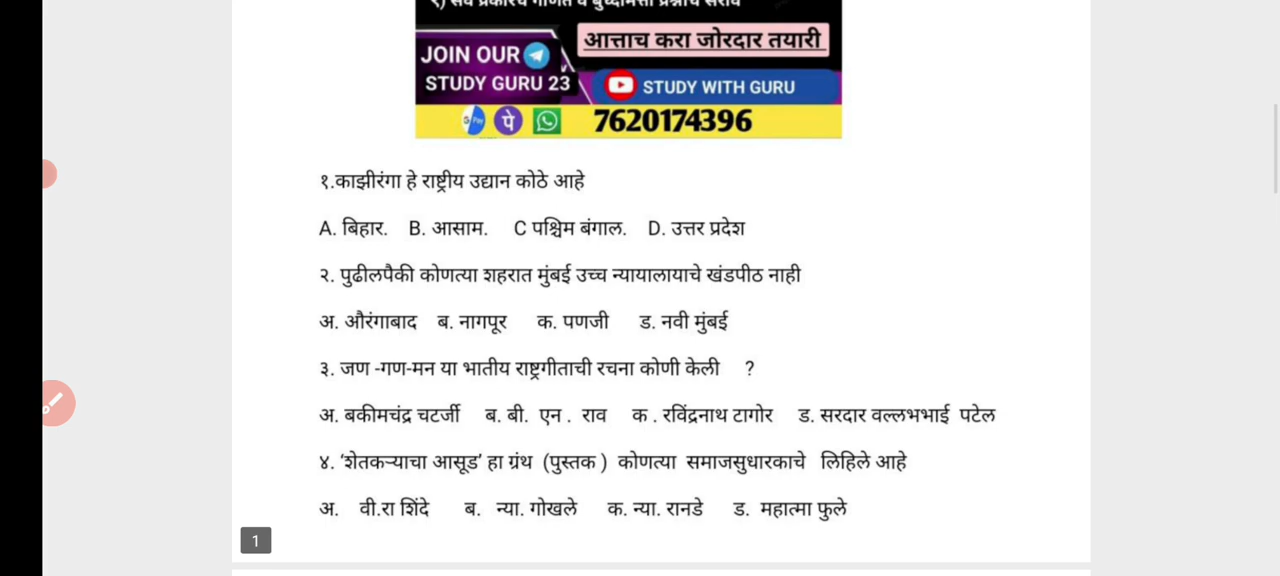 आत्ताच करा जोरदार तयारी
JOIN OUR
STUDY GURU 23
STUDY WITH GURU
7620174396
१.काझीरंगा हे राष्ट्रीय उद्यान कोठे आहे
A. बिहार. B. आसाम. C पश्चिम बंगाल. D. उत्तर प्रदेश
२. पुढीलपैकी कोणत्या शहरात मुंबई उच्च न्यायालायाचे खंडपीठ नाही
अ. औरंगाबाद ब. नागपूर क. पणजी ड. नवी मुंबई
३. जण -गण-मन या भातीय राष्ट्रगीताची रचना कोणी केली ?
अ. बकीमचंद्र चटर्जी ब. बी. एन . राव क . रविंद्रनाथ टागोर ड. सरदार वल्लभभाई पटेल
४. ‘शेतकऱ्याचा आसूड’ हा ग्रंथ (पुस्तक ) कोणत्या समाजसुधारकाचे लिहिले आहे
अ. वी.रा शिंदे ब. न्या. गोखले क. न्या. रानडे ड. महात्मा फुले
1